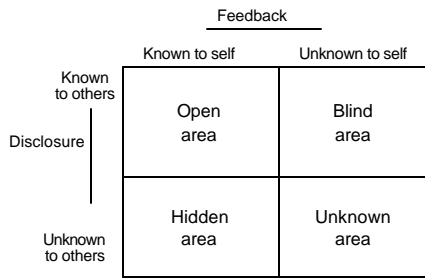 Feedback
Known to self Unknown to self
Known
to others
Open
area
Blind
area
Disclosure
Hidden
area
Unknown
area
Unknown
to others